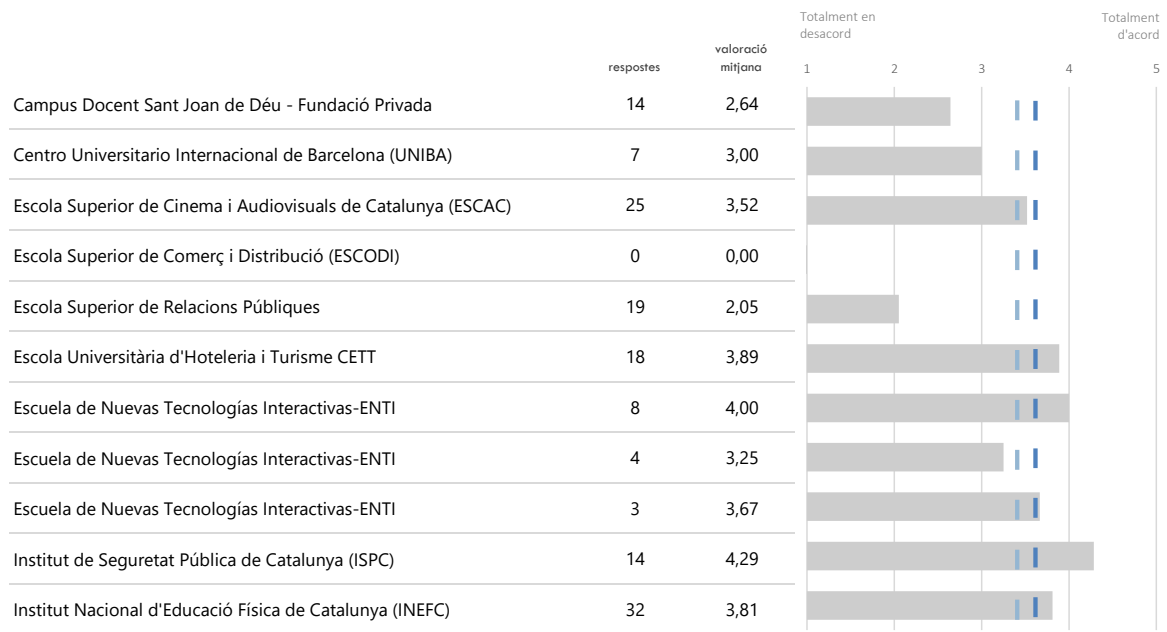 Totalment en
desacord
Totalment
d'acord
respostes
valoració
mitjana
1 2 3 4 5
Campus Docent Sant Joan de Déu - Fundació Privada 14 2,64
Centro Universitario Internacional de Barcelona (UNIBA) 7 3,00
Escola Superior de Cinema i Audiovisuals de Catalunya (ESCAC) 25 3,52
Escola Superior de Comerç i Distribució (ESCODI) 0 0,00
Escola Superior de Relacions Públiques 19 2,05
Escola Universitària d'Hoteleria i Turisme CETT 18 3,89
Escuela de Nuevas Tecnologías Interactivas-ENTI 8 4,00
Escuela de Nuevas Tecnologías Interactivas-ENTI 4 3,25
Escuela de Nuevas Tecnologías Interactivas-ENTI 3 3,67
Institut de Seguretat Pública de Catalunya (ISPC) 14 4,29
Institut Nacional d'Educació Física de Catalunya (INEFC) 32 3,81